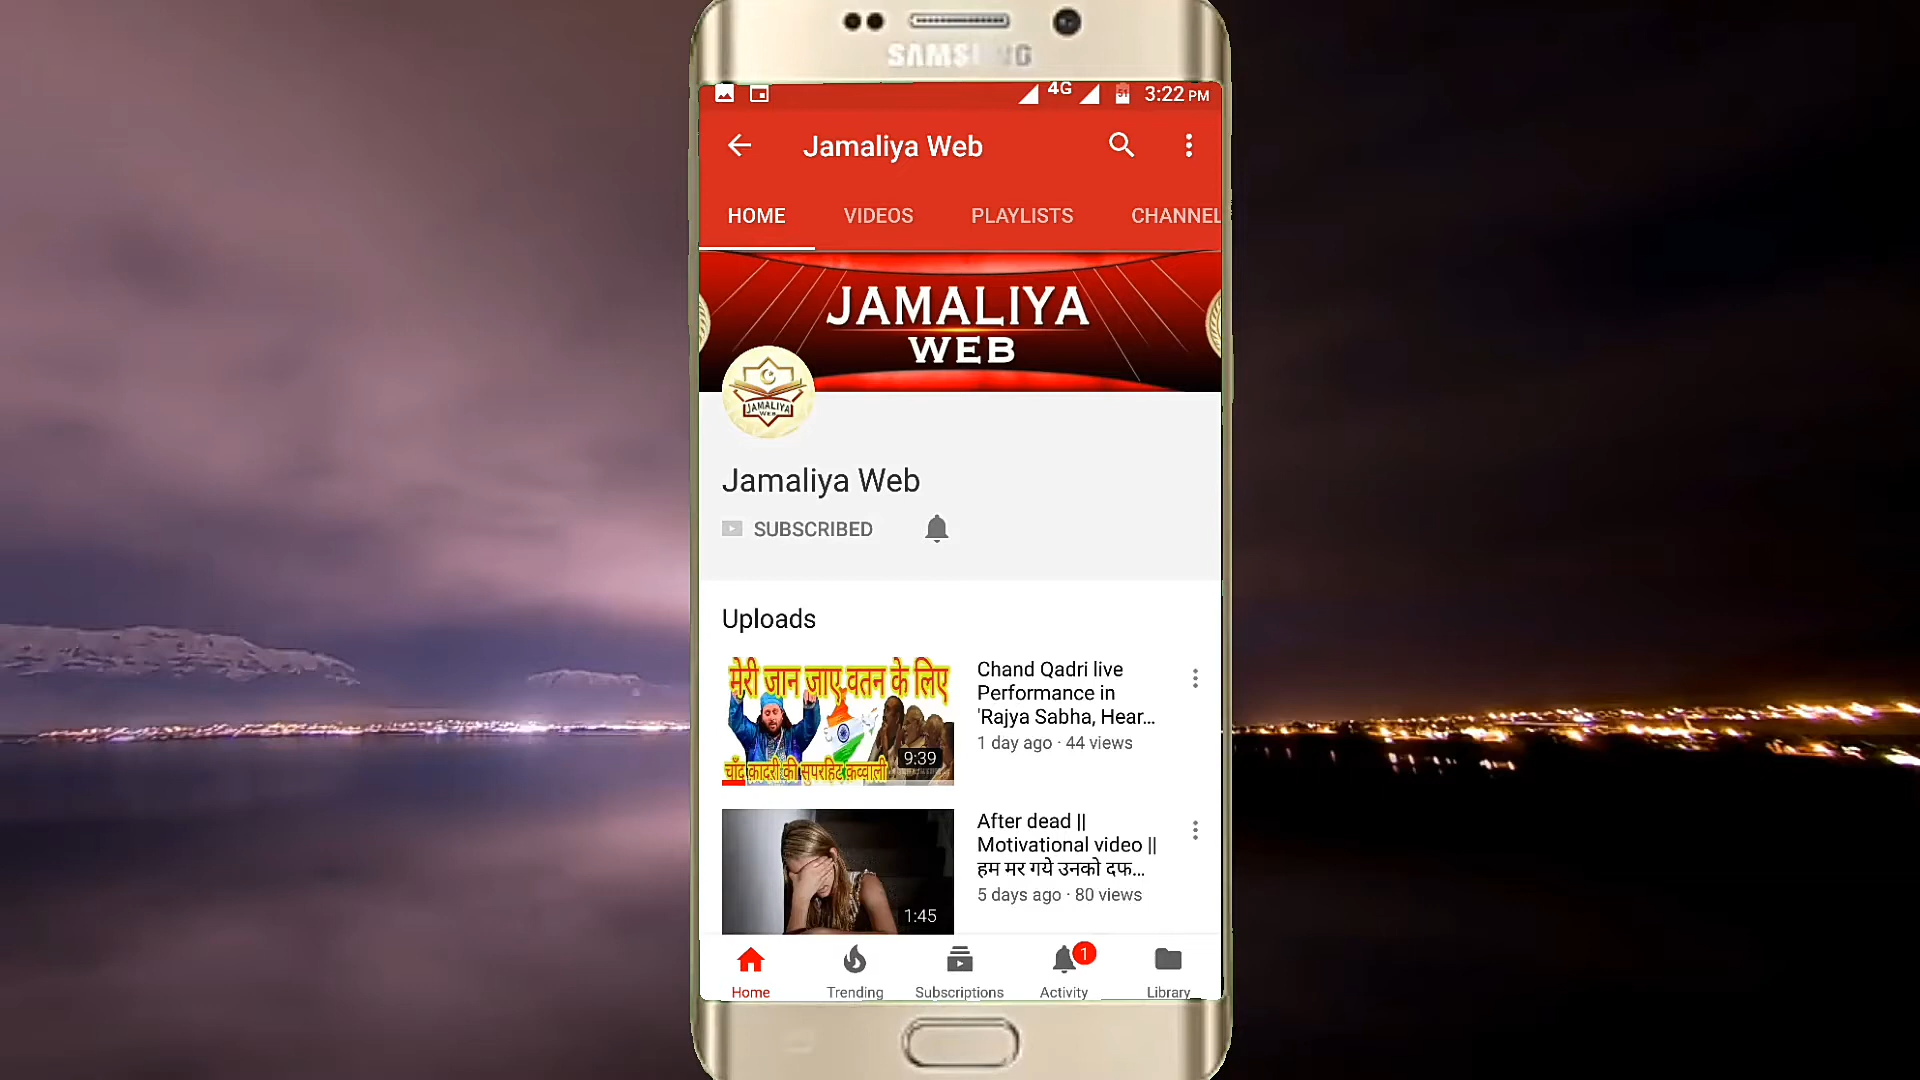 SAMSUNG
4G 51 3:22 PM
Jamaliya Web
HOME VIDEOS PLAYLISTS CHANNEL
JAMALIYA
WEB
JAMALIYA
WEB
Jamaliya Web
SUBSCRIBED
Uploads
मेरी जान जाए वतन के लिए
चाँद कादरी की सुपरहिट कव्वाली
9:39
Chand Qadri live
Performance in
'Rajya Sabha, Hear...
1 day ago · 44 views
1:45
After dead ||
Motivational video ||
हम मर गये उनको दफ...
5 days ago · 80 views
1
Home Trending Subscriptions Activity Library